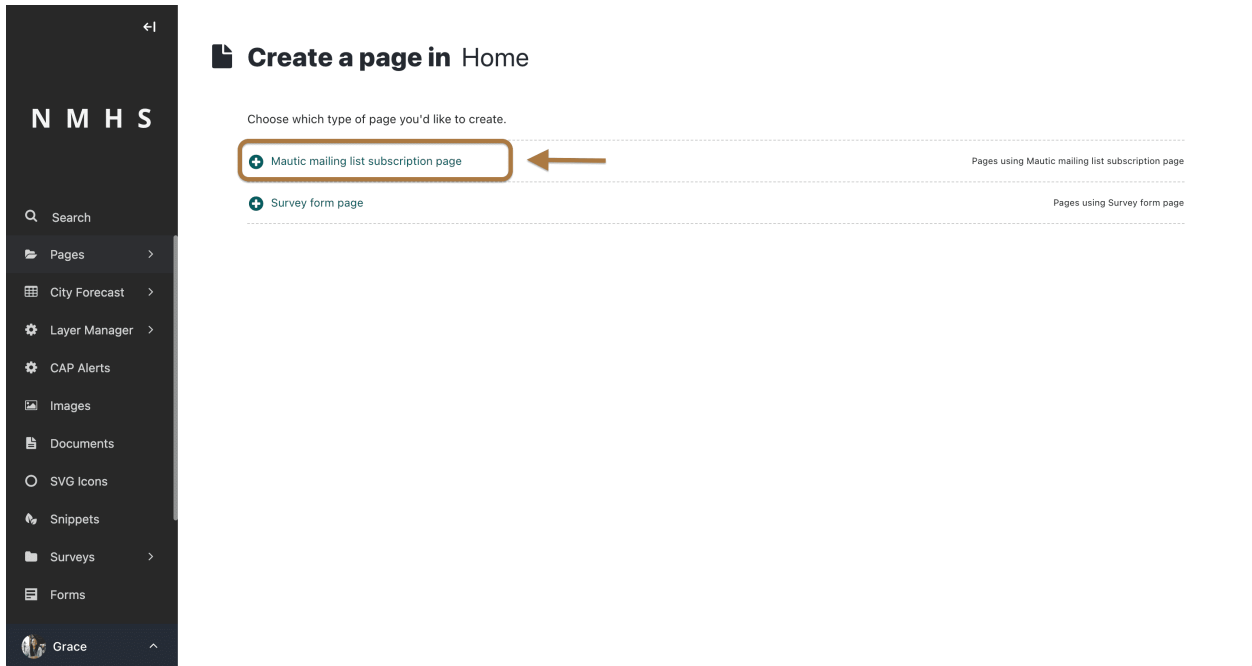 N M H S
Search
Pages
City Forecast
Layer Manager
CAP Alerts
Images
Documents
SVG Icons
Snippets
Surveys
Forms
Grace
Create a page in Home
Choose which type of page you'd like to create.
Mautic mailing list subscription page
Pages using Mautic mailing list subscription page
Survey form page
Pages using Survey form page